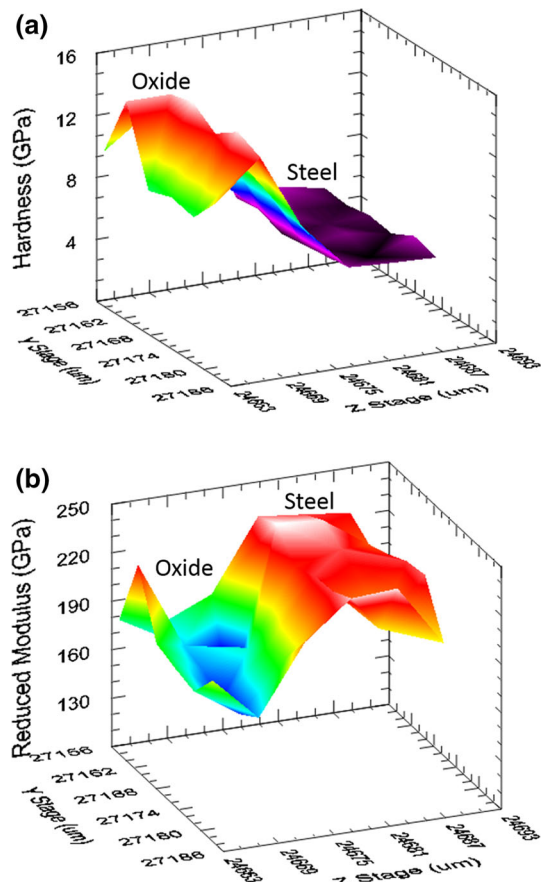 (a)
16
12
8
4
Hardness (GPa)
Oxide
Steel
27156
27162
27168
27174
27180
27186
Y Stage (um)
24663
24669
24675
24681
24687
24693
Z Stage (um)
(b)
250
220
190
160
130
Reduced Modulus (GPa)
Steel
Oxide
27156
27162
27168
27174
27180
27186
Y Stage (um)
24663
24669
24675
24681
24687
24693
Z Stage (um)